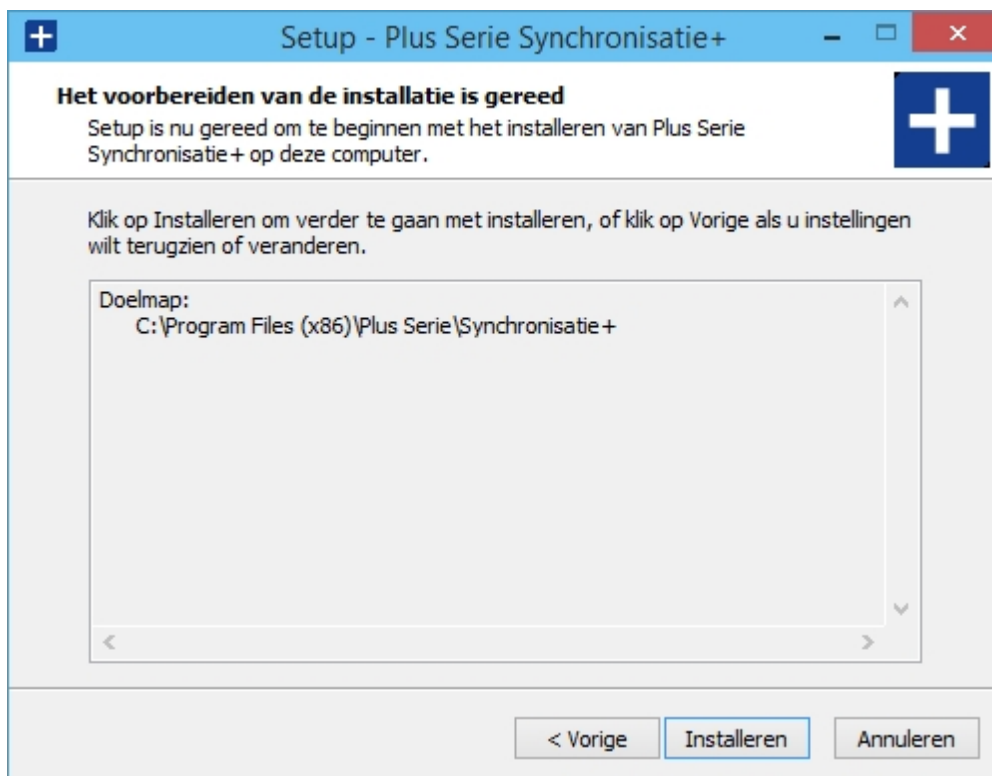 Setup - Plus Serie Synchronisatie+
Het voorbereiden van de installatie is gereed
Setup is nu gereed om te beginnen met het installeren van Plus Serie
Synchronisatie+ op deze computer.
Klik op Installeren om verder te gaan met installeren, of klik op Vorige als u instellingen
wilt terugzien of veranderen.
Doelmap:
C:\Program Files (x86)\Plus Serie\Synchronisatie+
< Vorige
Installeren
Annuleren